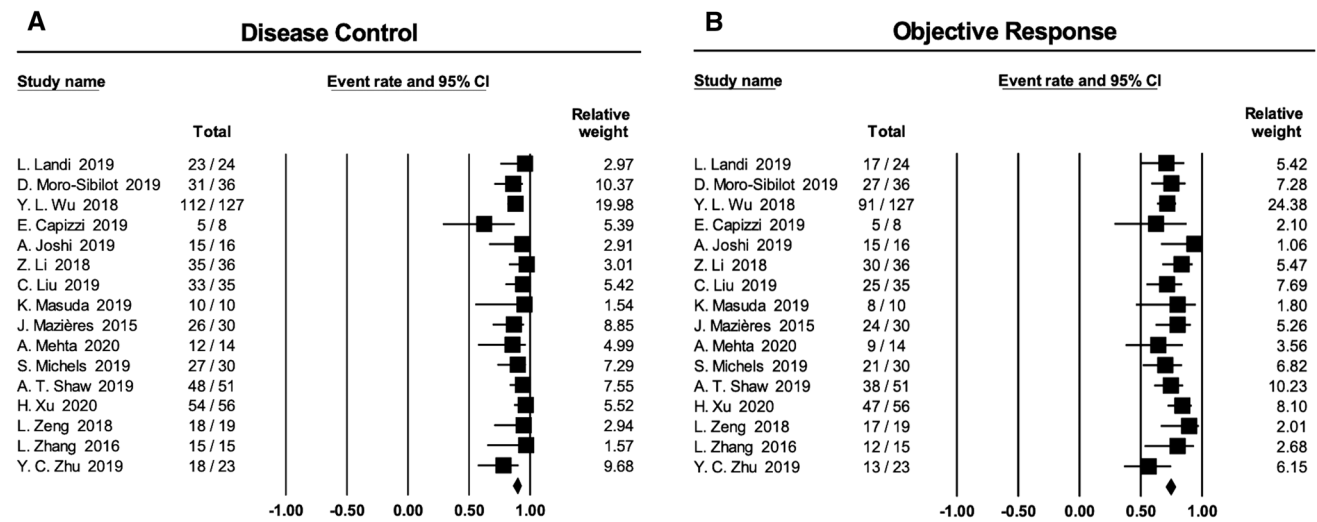 A
Disease Control
Study name Event rate and 95% CI
Total Relative weight
L. Landi 2019 23 / 24 2.97
D. Moro-Sibilot 2019 31 / 36 10.37
Y. L. Wu 2018 112 / 127 19.98
E. Capizzi 2019 5 / 8 5.39
A. Joshi 2019 15 / 16 2.91
Z. Li 2018 35 / 36 3.01
C. Liu 2019 33 / 35 5.42
K. Masuda 2019 10 / 10 1.54
J. Mazières 2015 26 / 30 8.85
A. Mehta 2020 12 / 14 4.99
S. Michels 2019 27 / 30 7.29
A. T. Shaw 2019 48 / 51 7.55
H. Xu 2020 54 / 56 5.52
L. Zeng 2018 18 / 19 2.94
L. Zhang 2016 15 / 15 1.57
Y. C. Zhu 2019 18 / 23 9.68
-1.00 -0.50 0.00 0.50 1.00
B
Objective Response
Study name Event rate and 95% CI
Total Relative weight
L. Landi 2019 17 / 24 5.42
D. Moro-Sibilot 2019 27 / 36 7.28
Y. L. Wu 2018 91 / 127 24.38
E. Capizzi 2019 5 / 8 2.10
A. Joshi 2019 15 / 16 1.06
Z. Li 2018 30 / 36 5.47
C. Liu 2019 25 / 35 7.69
K. Masuda 2019 8 / 10 1.80
J. Mazières 2015 24 / 30 5.26
A. Mehta 2020 9 / 14 3.56
S. Michels 2019 21 / 30 6.82
A. T. Shaw 2019 38 / 51 10.23
H. Xu 2020 47 / 56 8.10
L. Zeng 2018 17 / 19 2.01
L. Zhang 2016 12 / 15 2.68
Y. C. Zhu 2019 13 / 23 6.15
-1.00 -0.50 0.00 0.50 1.00